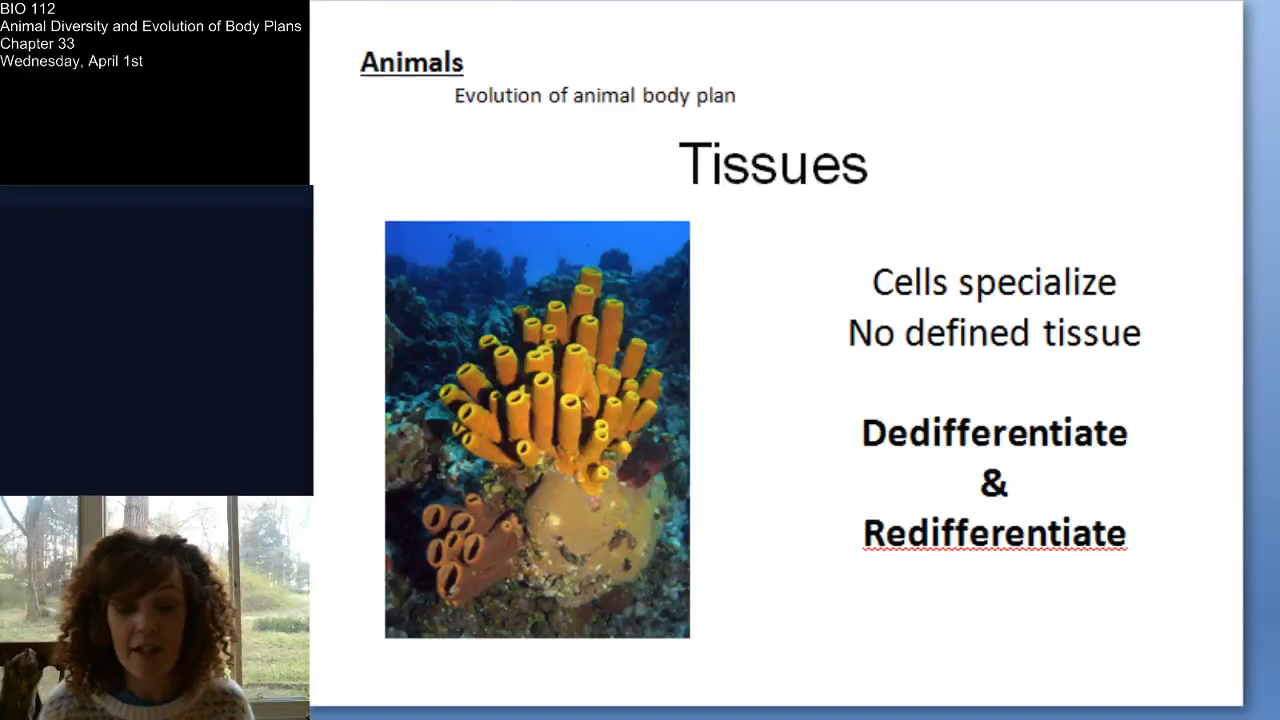 BIO 112
Animal Diversity and Evolution of Body Plans
Chapter 33
Wednesday, April 1st
Animals
Evolution of animal body plan
Tissues
Cells specialize
No defined tissue
Dedifferentiate
&
Redifferentiate